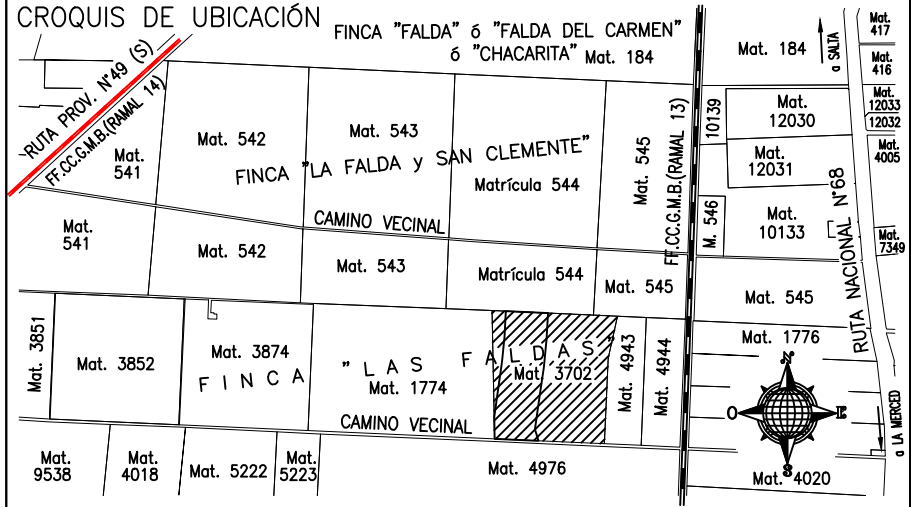 CROQUIS DE UBICACIÓN
FINCA "FALDA" ó "FALDA DEL CARMEN"
ó "CHACARITA" Mat. 184
Mat. 184
a SALTA
Mat.
417
Mat.
416
Mat.
12033
12032
Mat.
4005
Mat.
7349
RUTA PROV. N°49 (S)
FF.CC.G.M.B.(RAMAL 14)
Mat.
541
Mat. 542
Mat. 543
FINCA "LA FALDA y SAN CLEMENTE"
Matrícula 544
Mat. 545
FF.CC.G.M.B.(RAMAL 13)
10139
Mat.
12030
Mat.
12031
M. 546
Mat.
10133
RUTA NACIONAL N°68
CAMINO VECINAL
Mat.
541
Mat. 542
Mat. 543
Matrícula 544
Mat. 545
Mat. 545
Mat. 3851
Mat. 3852
Mat. 3874
FINCA "LAS FALDAS"
Mat. 1774
Mat. 3702
Mat. 4943
Mat. 4944
Mat. 1776
N
O
E
S
a LA MERCED
CAMINO VECINAL
Mat.
9538
Mat.
4018
Mat. 5222
Mat.
5223
Mat. 4976
Mat. 4020